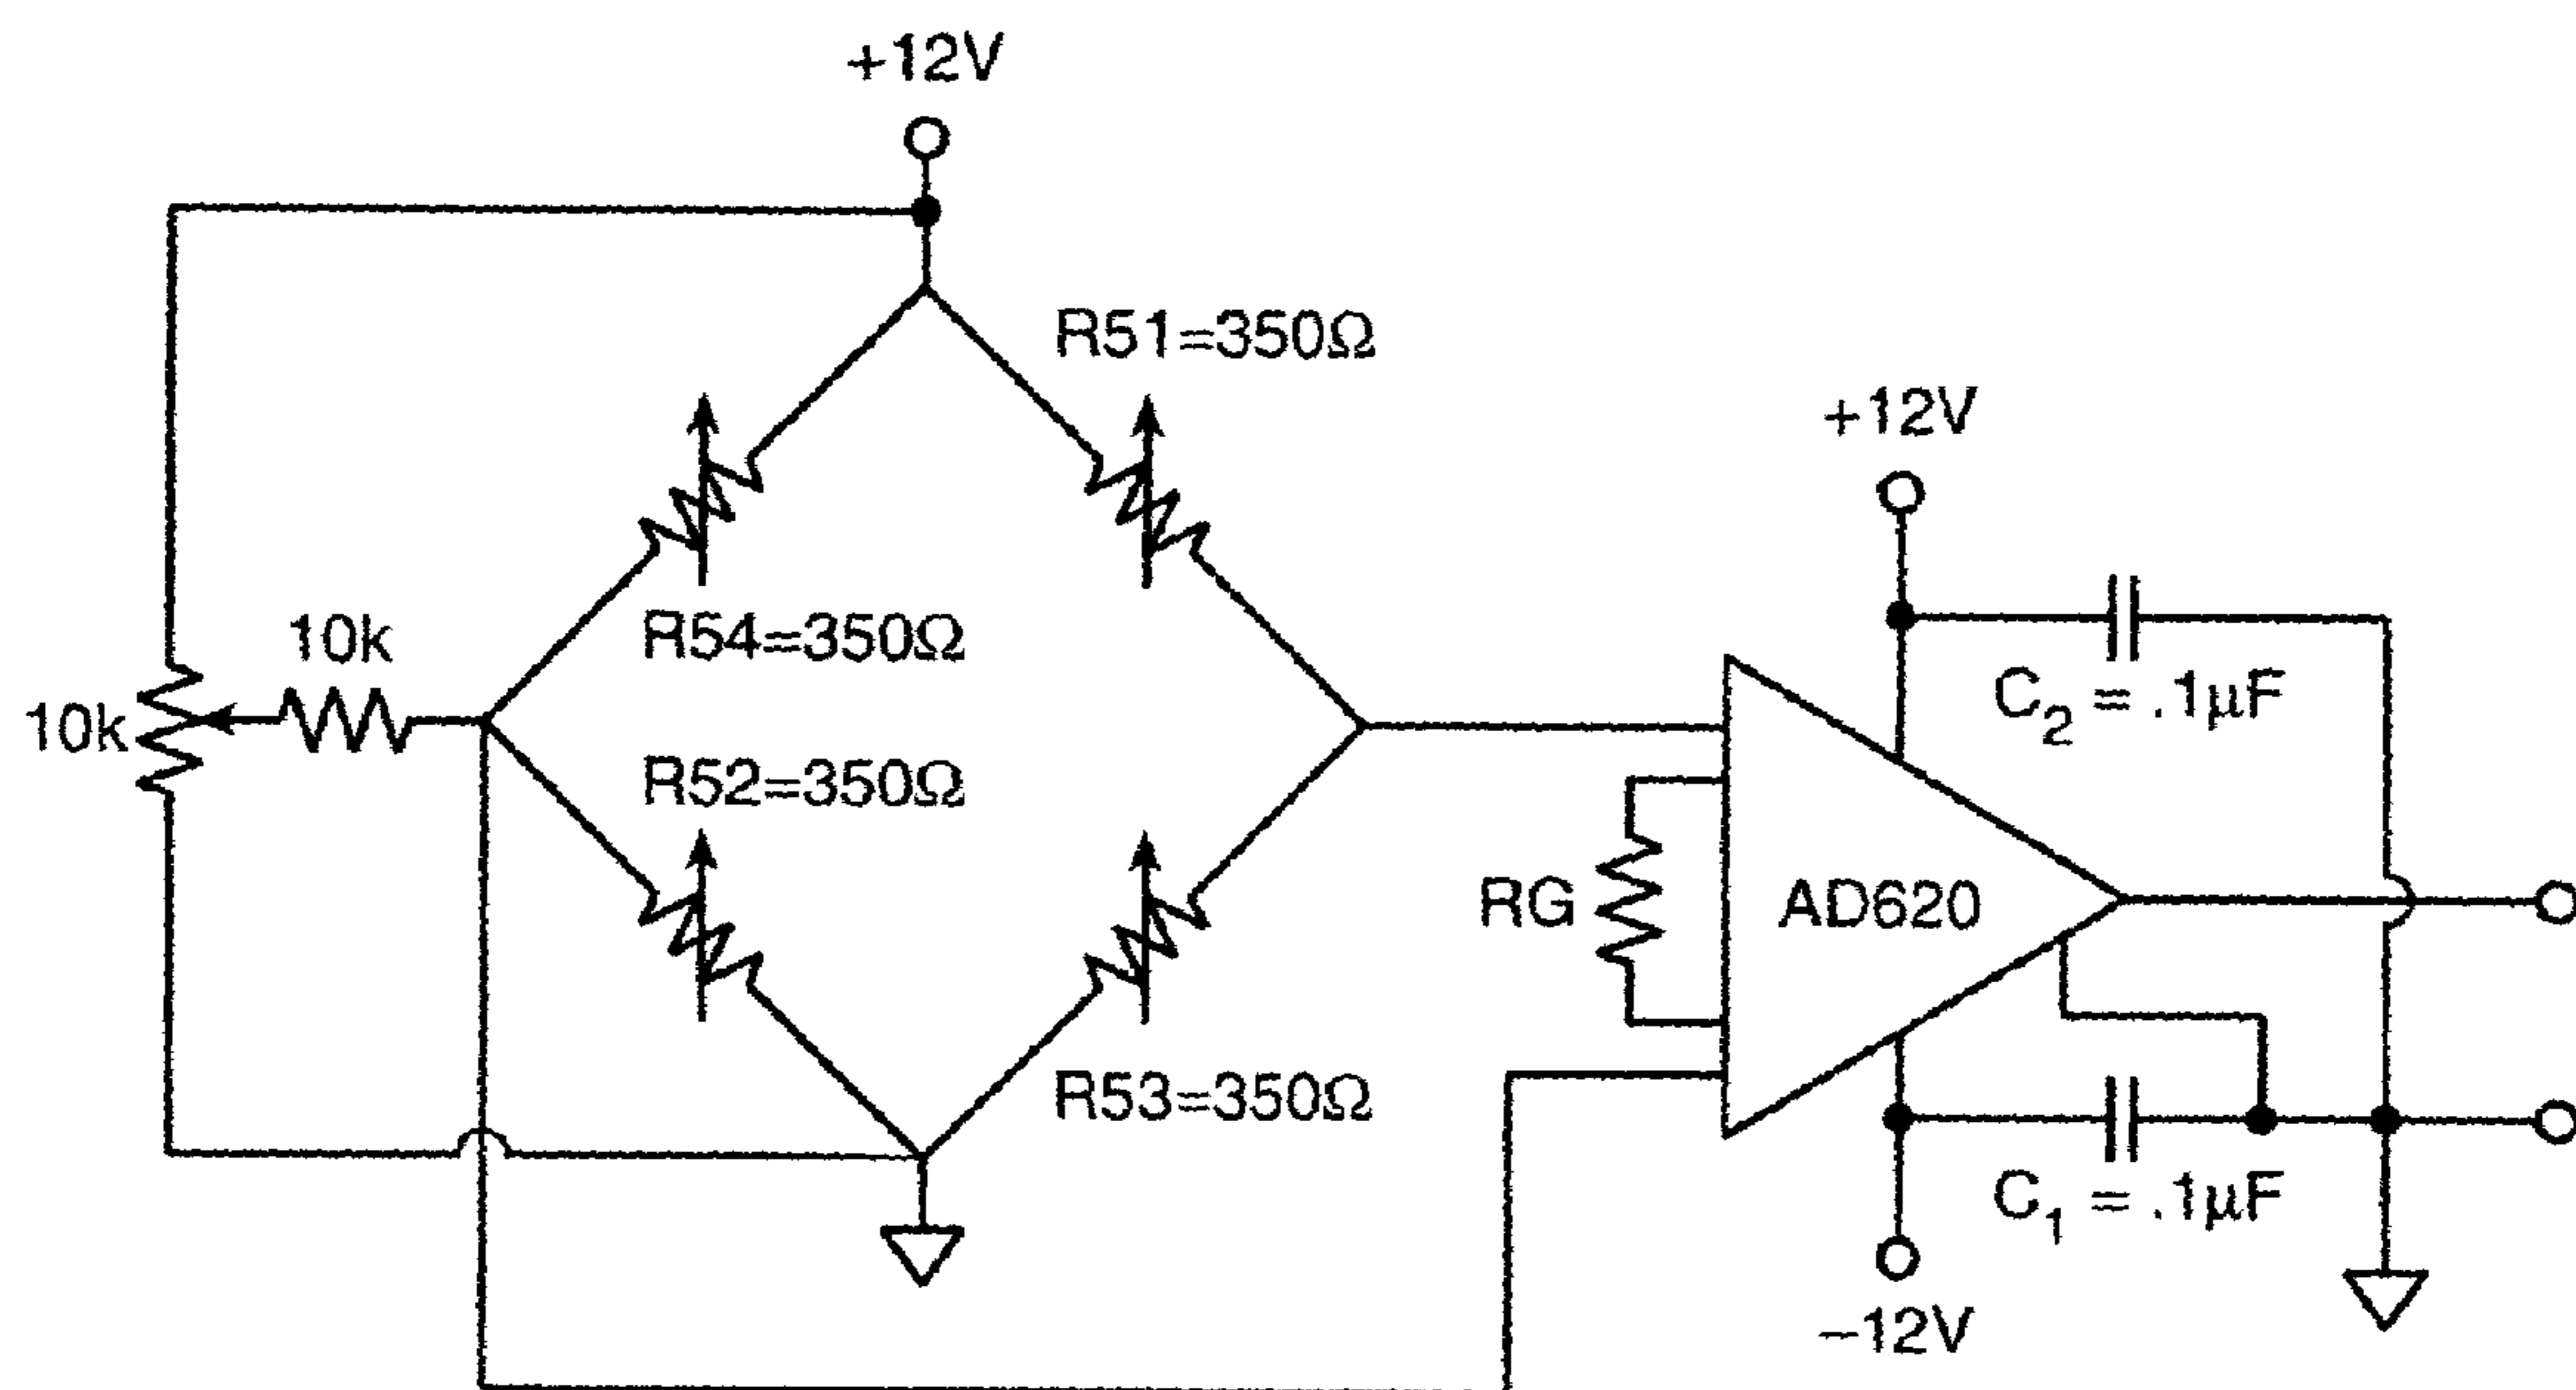 +12V
R51=350Ω
+12V
10k
R54=350Ω
10k
C2 = .1µF
R52=350Ω
RG
AD620
R53=350Ω
C1 = .1µF
−12V